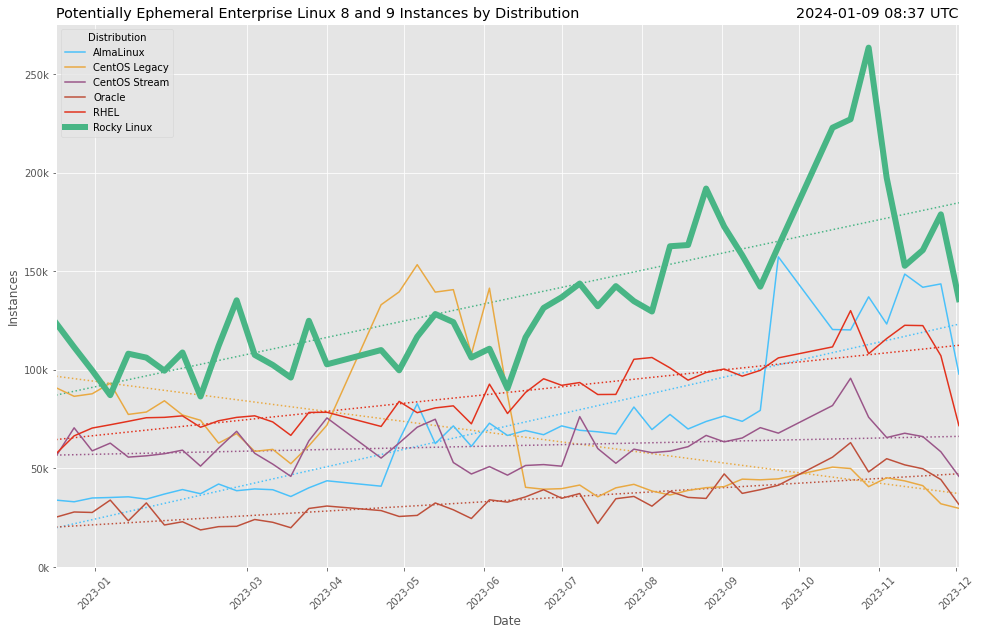 Potentially Ephemeral Enterprise Linux 8 and 9 Instances by Distribution
2024-01-09 08:37 UTC
Distribution
AlmaLinux
CentOS Legacy
CentOS Stream
Oracle
RHEL
Rocky Linux
Instances
250k
200k
150k
100k
50k
0k
2023-01
2023-03
2023-04
2023-05
2023-06
2023-07
2023-08
2023-09
2023-10
2023-11
2023-12
Date